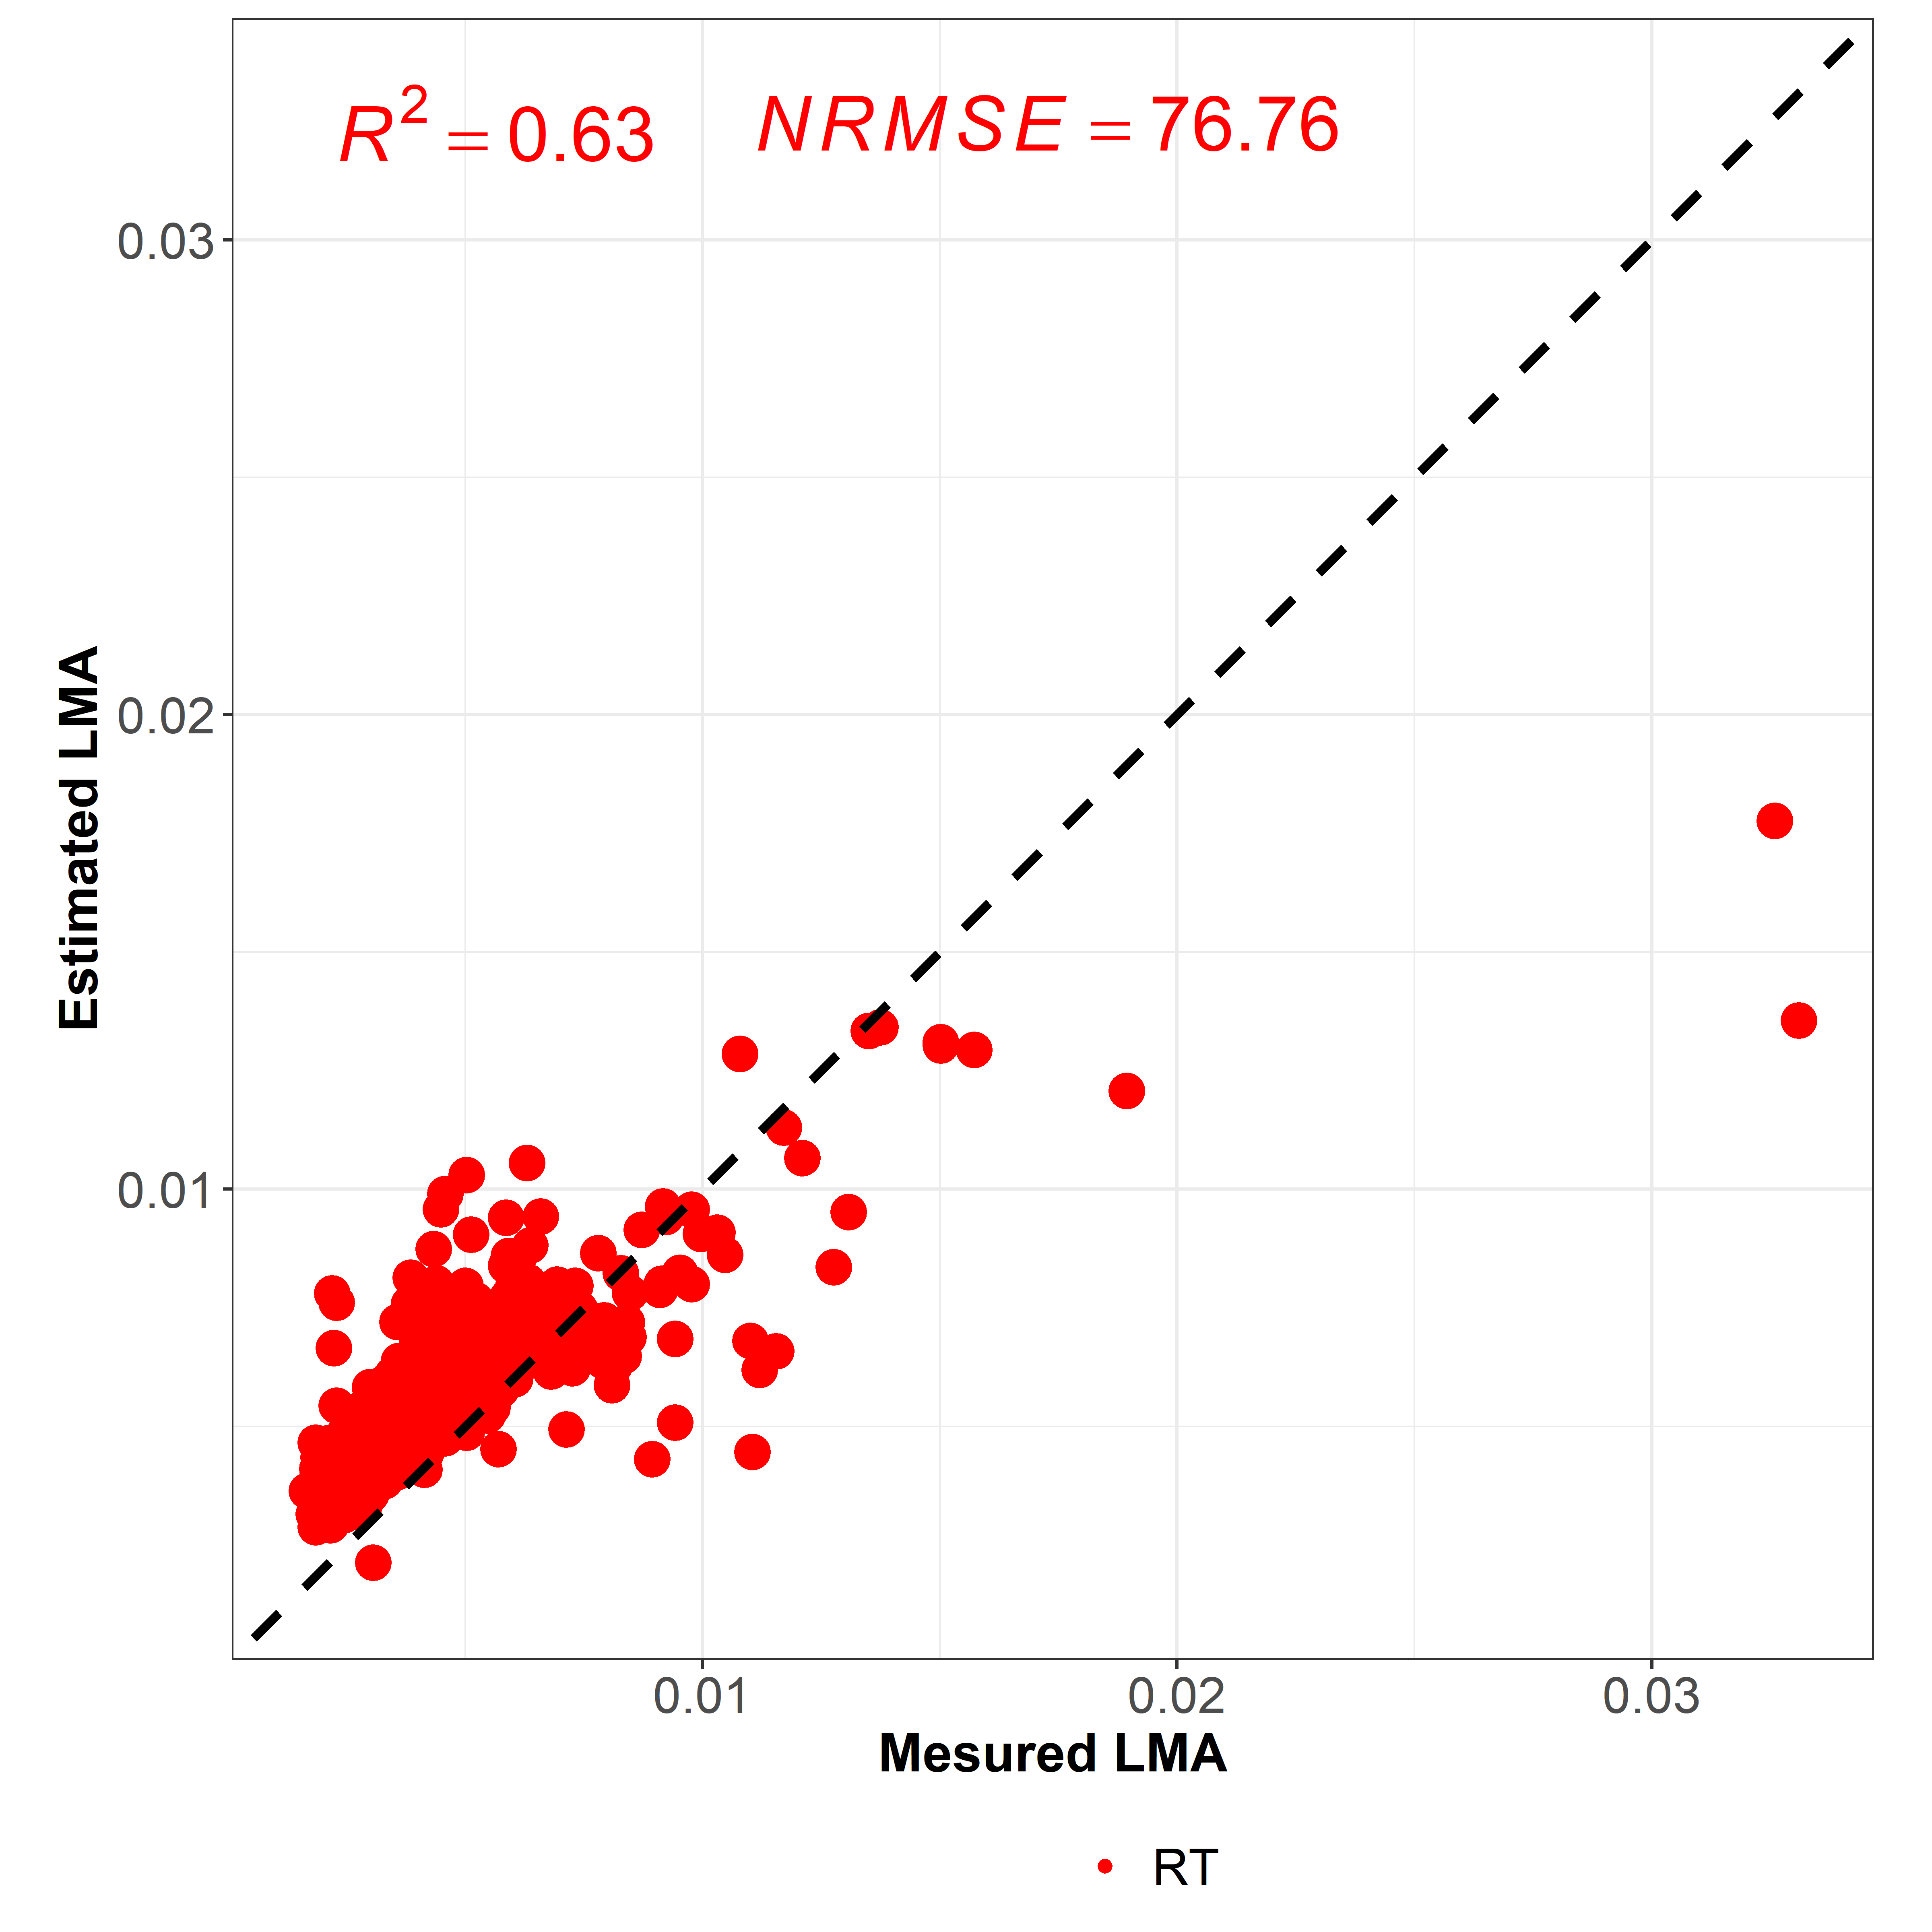 R² = 0.63 NRMSE = 76.76
0.03
0.02
0.01
Estimated LMA
0.01 0.02 0.03
Mesured LMA
RT